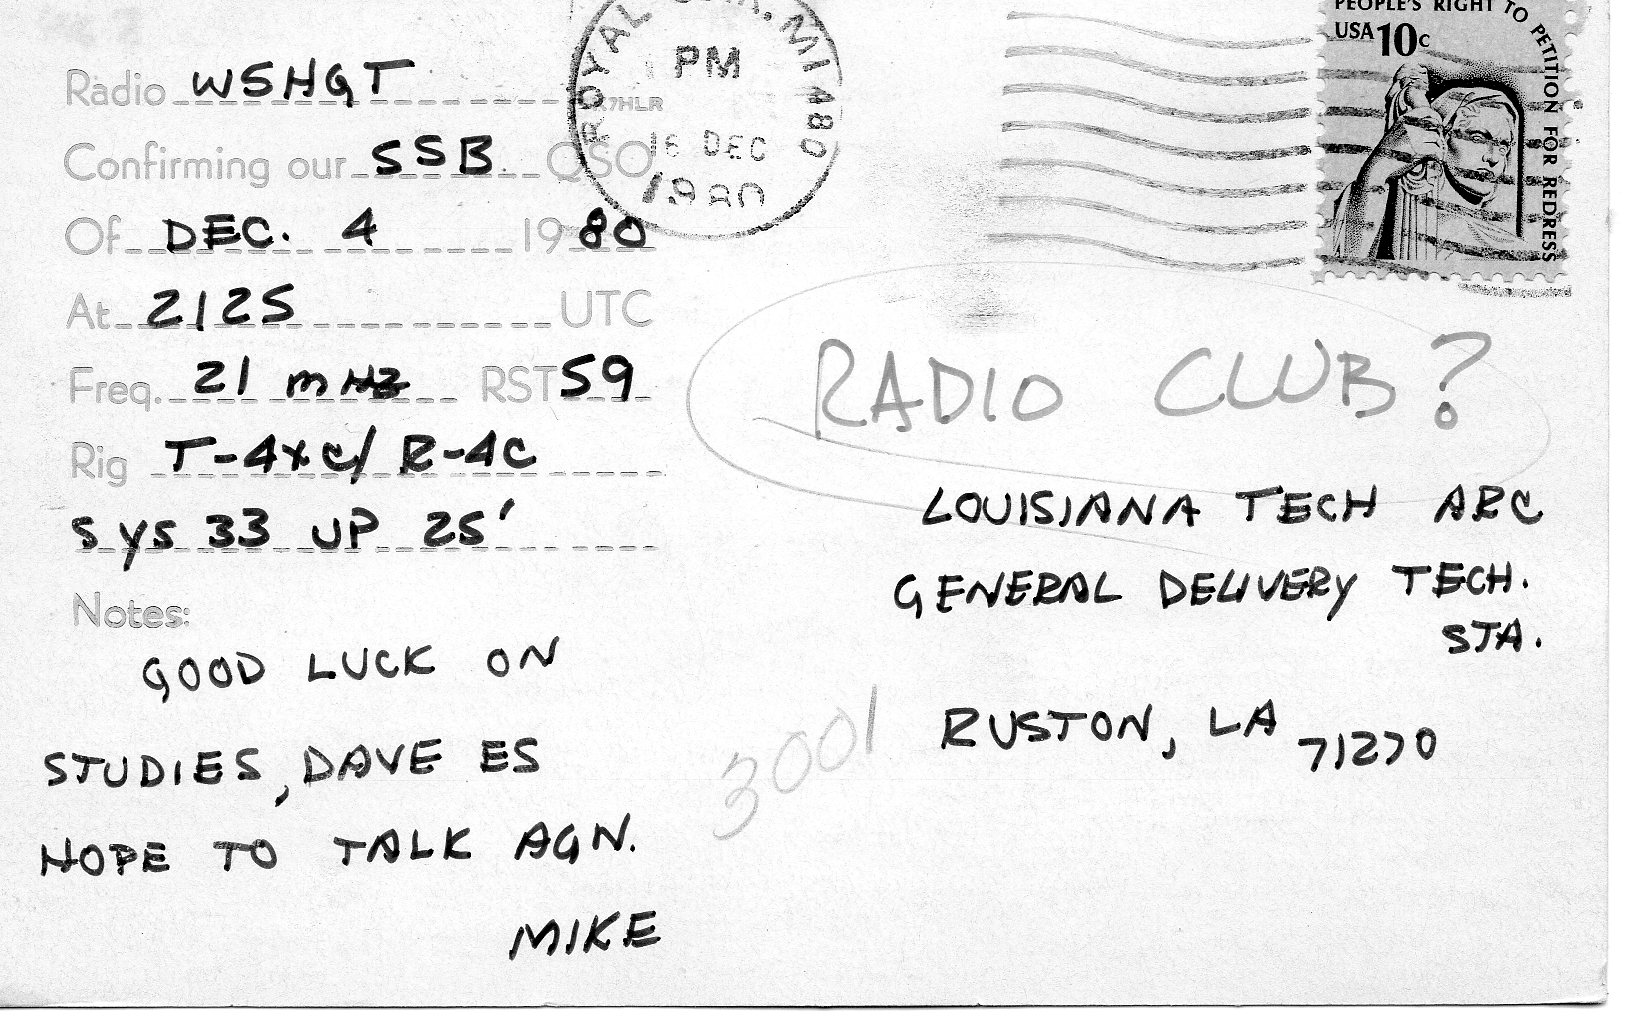 Radio W5HGT
Confirming our SSB QSO
Of DEC. 4 1980
At 2125 UTC
Freq. 21 mHz RST 59
Rig T-4XC/ R-4C
SYS 33 UP 25'
Notes:
GOOD LUCK ON
STUDIES, DAVE ES
HOPE TO TALK AGN.
MIKE
ROYAL OAK, MI 480
PM
16 DEC
1980
7HLR
PEOPLE'S RIGHT TO PETITION FOR REDRESS
USA 10c
RADIO CLUB?
LOUISIANA TECH ARC
GENERAL DELIVERY TECH.
STA.
RUSTON, LA 71270
3001